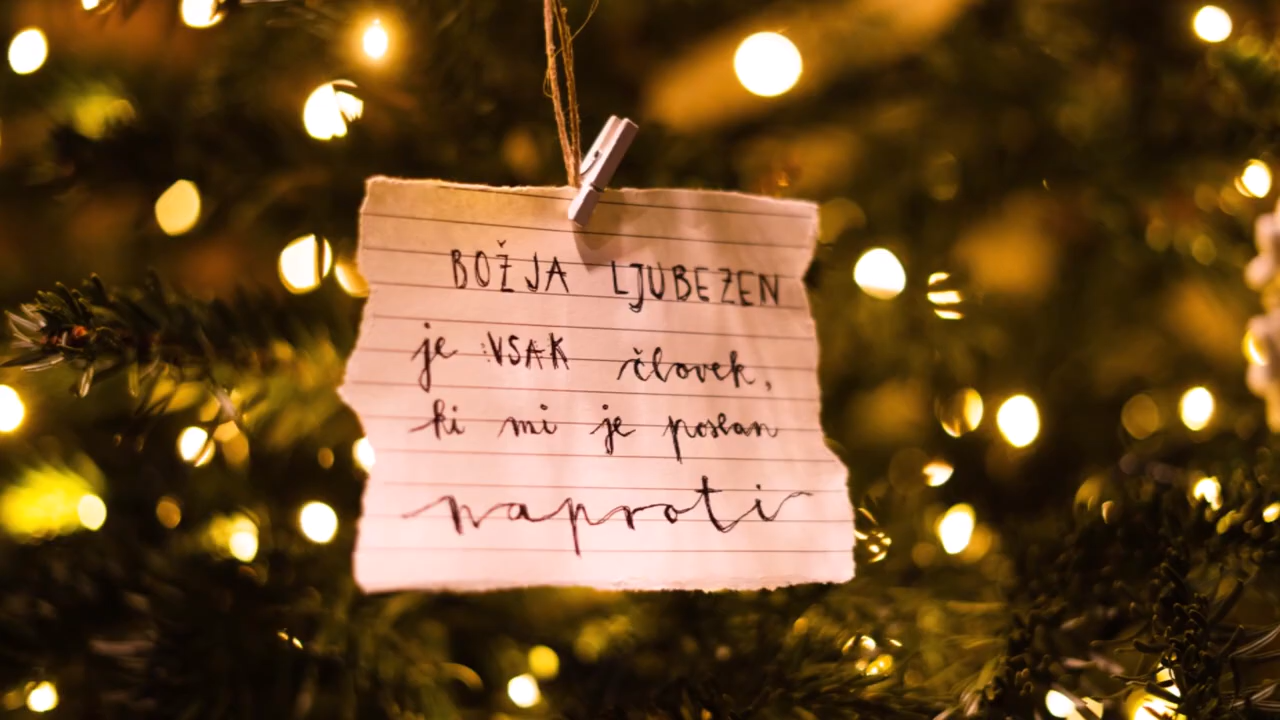 BOŽJA LJUBEZEN
je VSAK človek,
ki mi je poslan
naproti